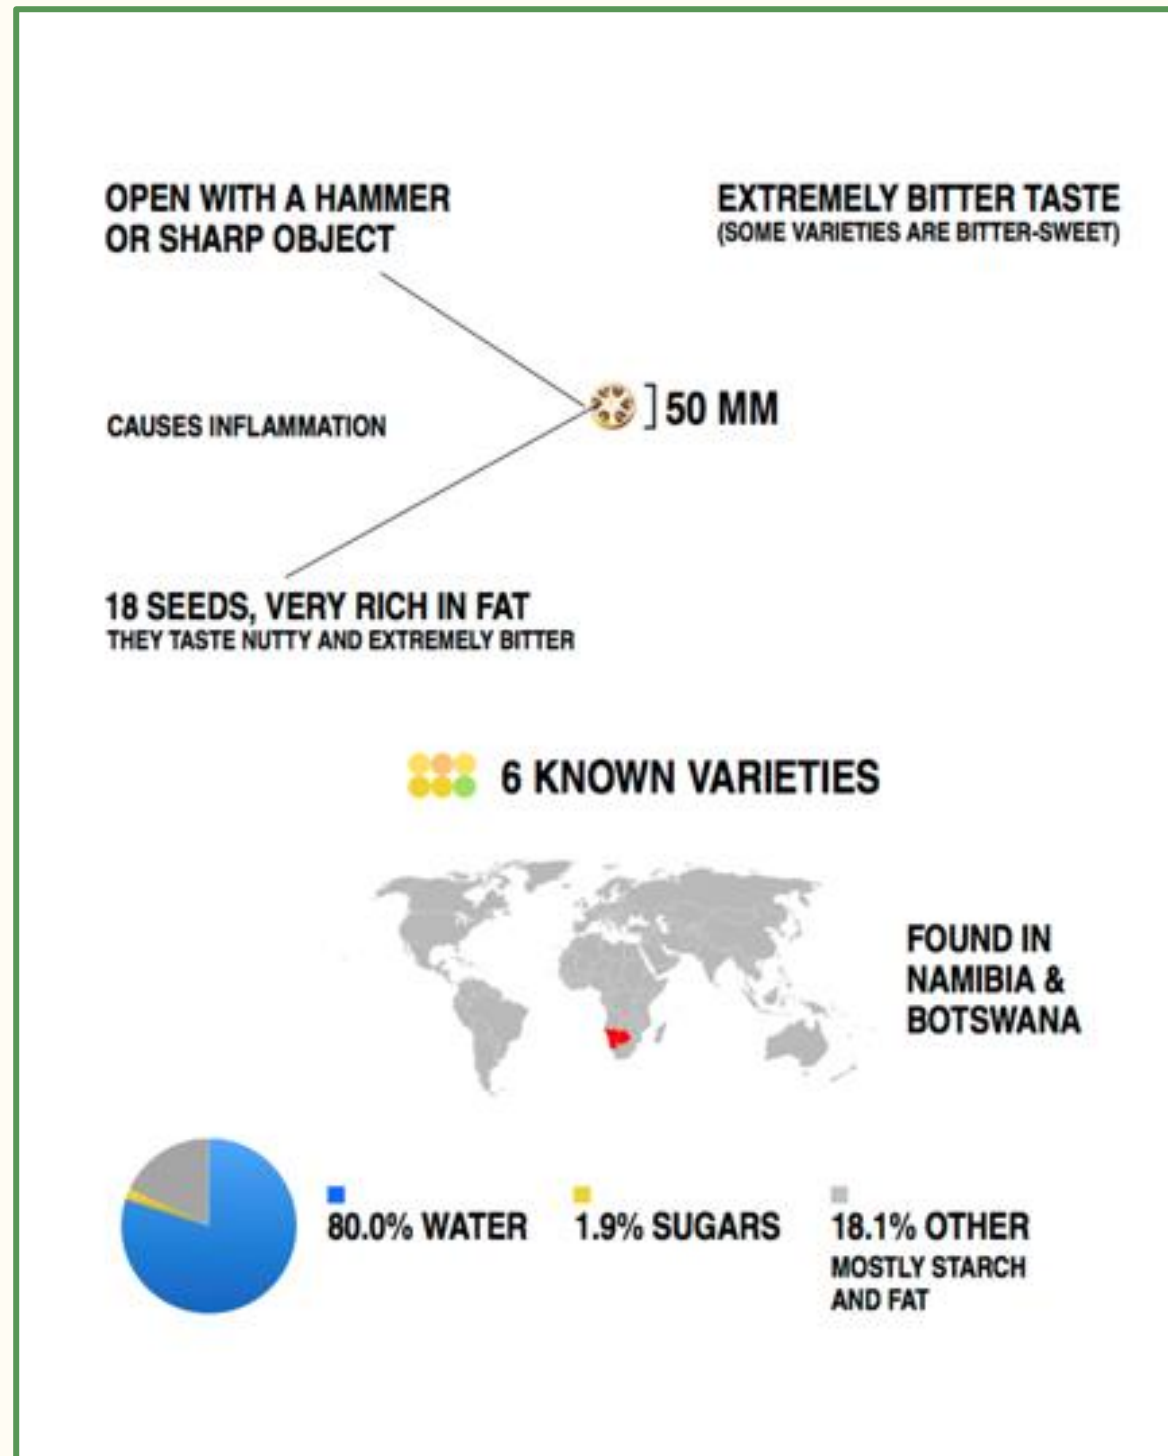 OPEN WITH A HAMMER
OR SHARP OBJECT
EXTREMELY BITTER TASTE
(SOME VARIETIES ARE BITTER-SWEET)
50 MM
CAUSES INFLAMMATION
18 SEEDS, VERY RICH IN FAT
THEY TASTE NUTTY AND EXTREMELY BITTER
6 KNOWN VARIETIES
FOUND IN
NAMIBIA &
BOTSWANA
80.0% WATER
1.9% SUGARS
18.1% OTHER
MOSTLY STARCH
AND FAT